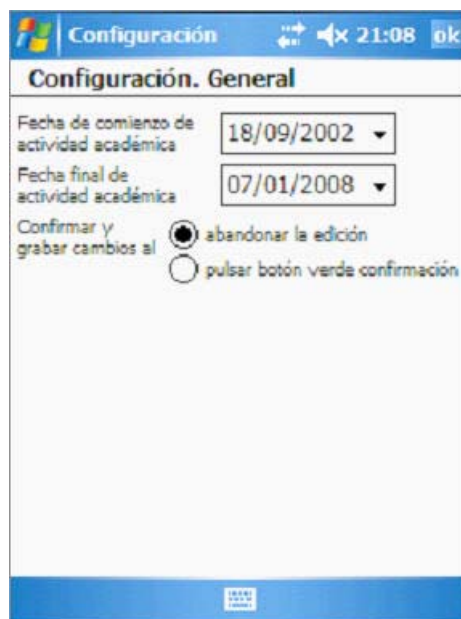 Configuración 21:08 ok
Configuración. General
Fecha de comienzo de
actividad académica
18/09/2002
Fecha final de
actividad académica
07/01/2008
Confirmar y
grabar cambios al
abandonar la edición
pulsar botón verde confirmación